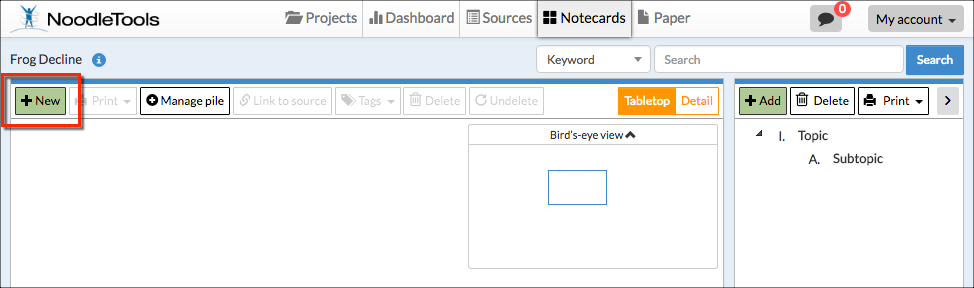 NoodleTools Projects Dashboard Sources Notecards Paper 0 My account
Frog Decline Keyword Search Search
New Print Manage pile Link to source Tags Delete Undelete Tabletop Detail
Add Delete Print
Bird's-eye view
I. Topic
A. Subtopic